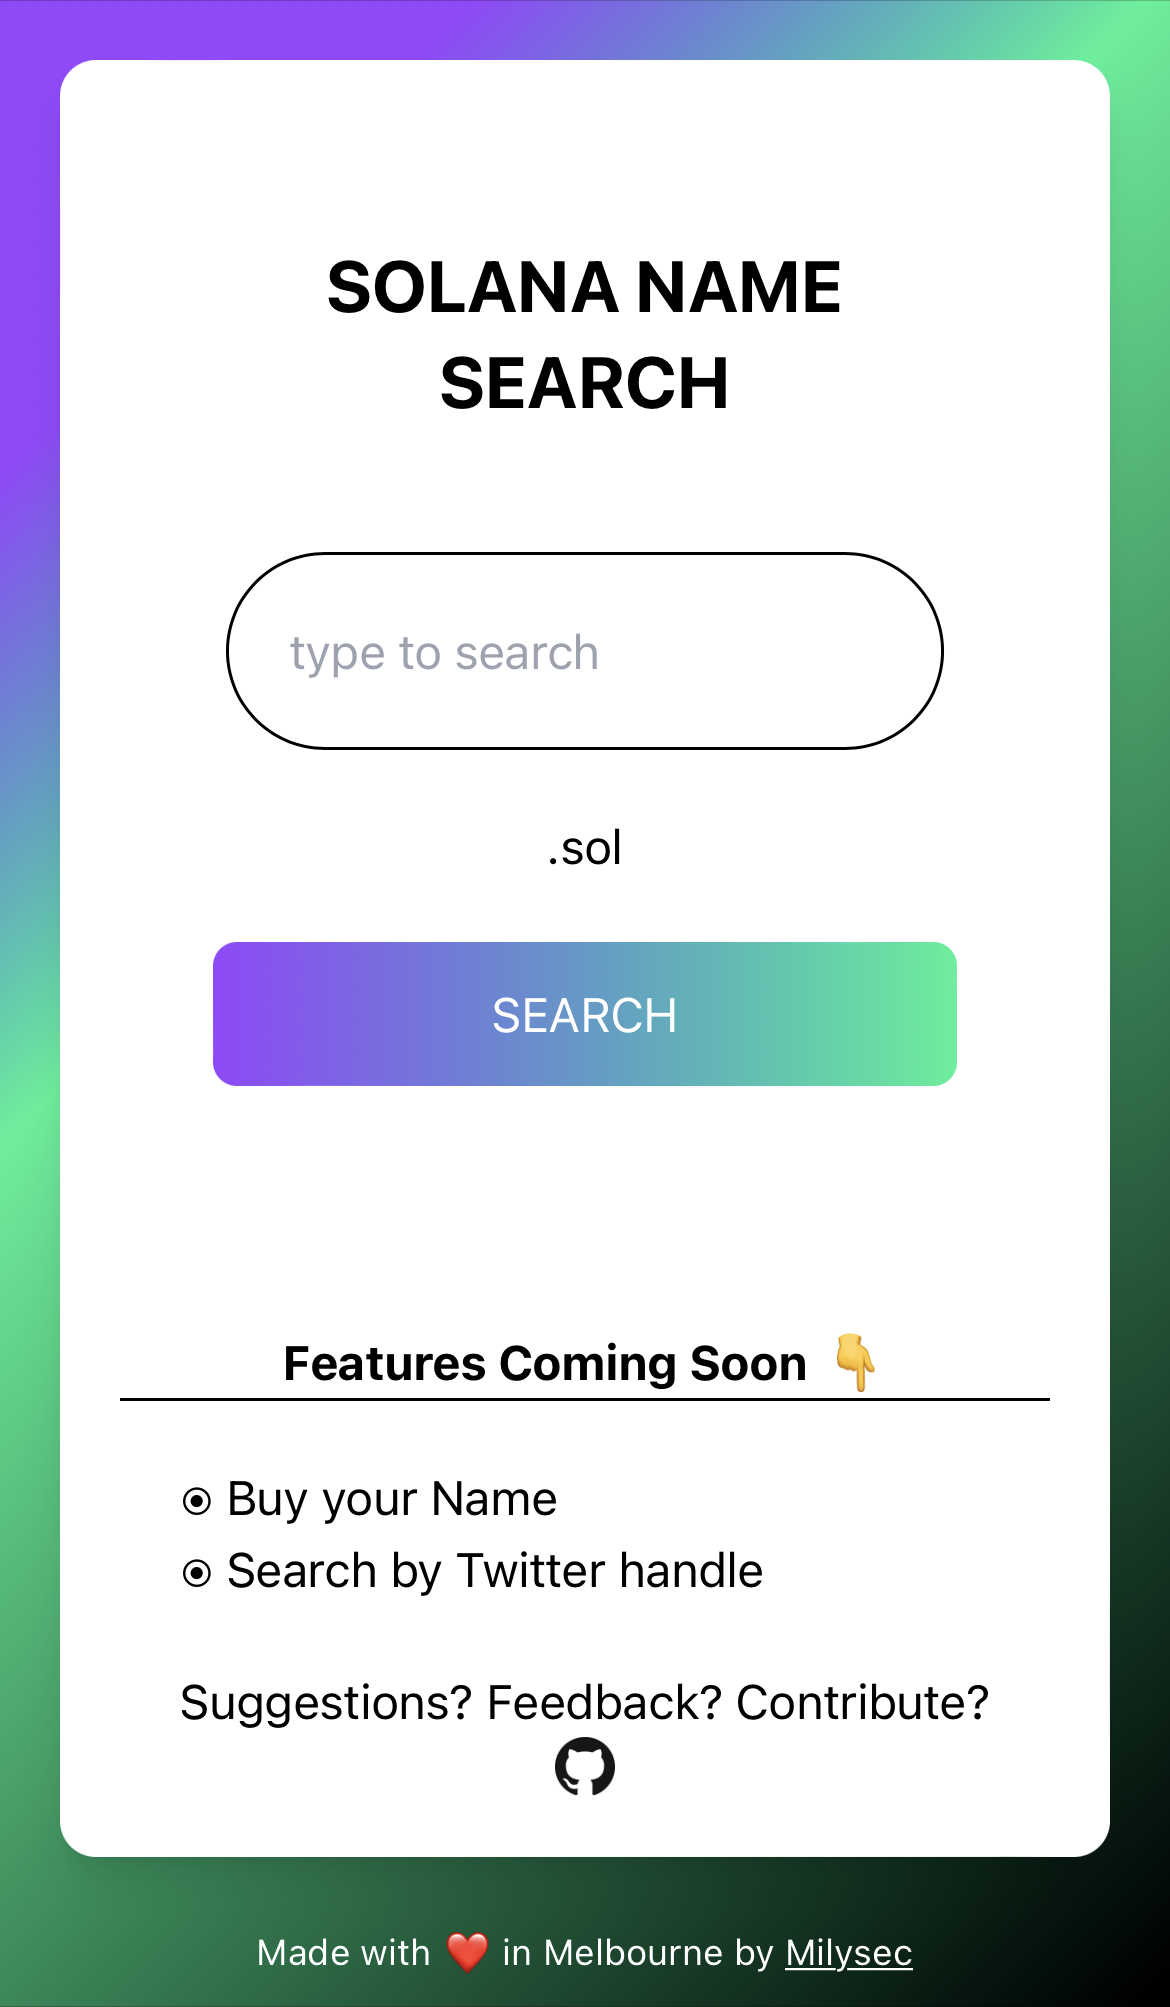 SOLANA NAME
SEARCH
type to search
.sol
SEARCH
Features Coming Soon 👇
⦿ Buy your Name
⦿ Search by Twitter handle
Suggestions? Feedback? Contribute?
Made with ❤️ in Melbourne by Milysec